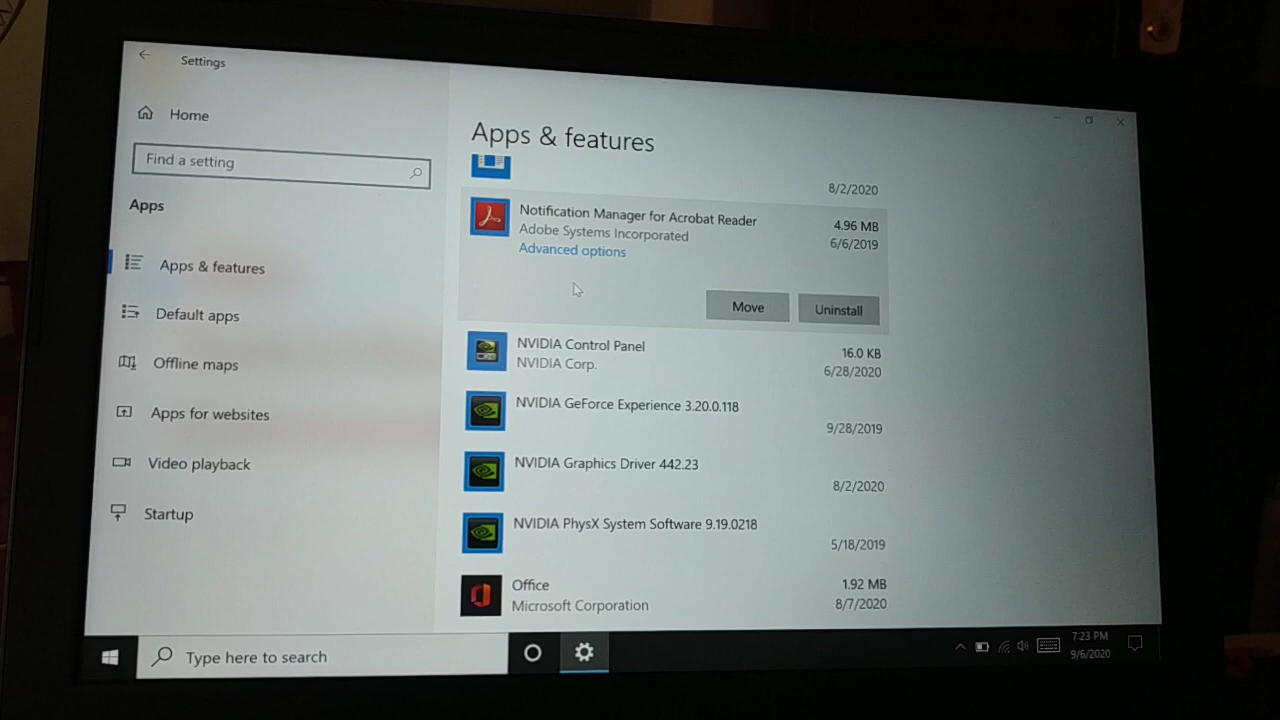 Settings
Home
Find a setting
Apps
Apps & features
Default apps
Offline maps
Apps for websites
Video playback
Startup
Apps & features
8/2/2020
Notification Manager for Acrobat Reader
4.96 MB
Adobe Systems Incorporated
6/6/2019
Advanced options
Move
Uninstall
NVIDIA Control Panel
16.0 KB
NVIDIA Corp.
6/28/2020
NVIDIA GeForce Experience 3.20.0.118
9/28/2019
NVIDIA Graphics Driver 442.23
8/2/2020
NVIDIA PhysX System Software 9.19.0218
5/18/2019
Office
1.92 MB
Microsoft Corporation
8/7/2020
Type here to search
7:23 PM
9/6/2020